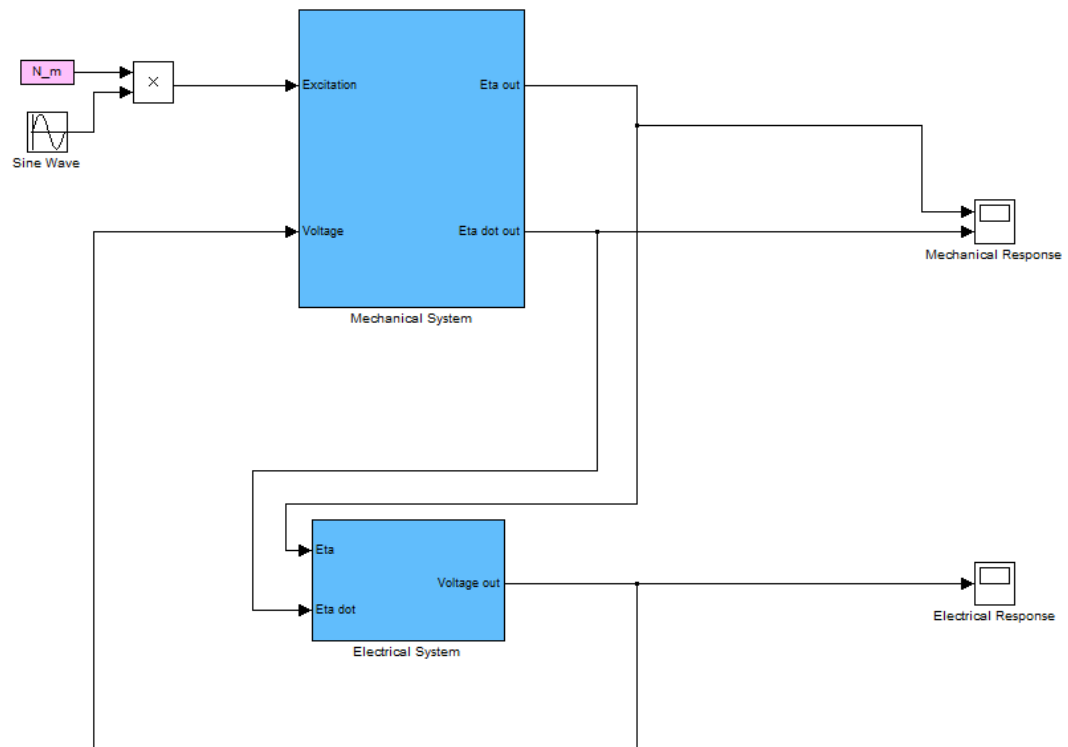 N_m
×
Sine Wave
Excitation
Eta out
Voltage
Eta dot out
Mechanical System
Mechanical Response
Eta
Voltage out
Eta dot
Electrical System
Electrical Response